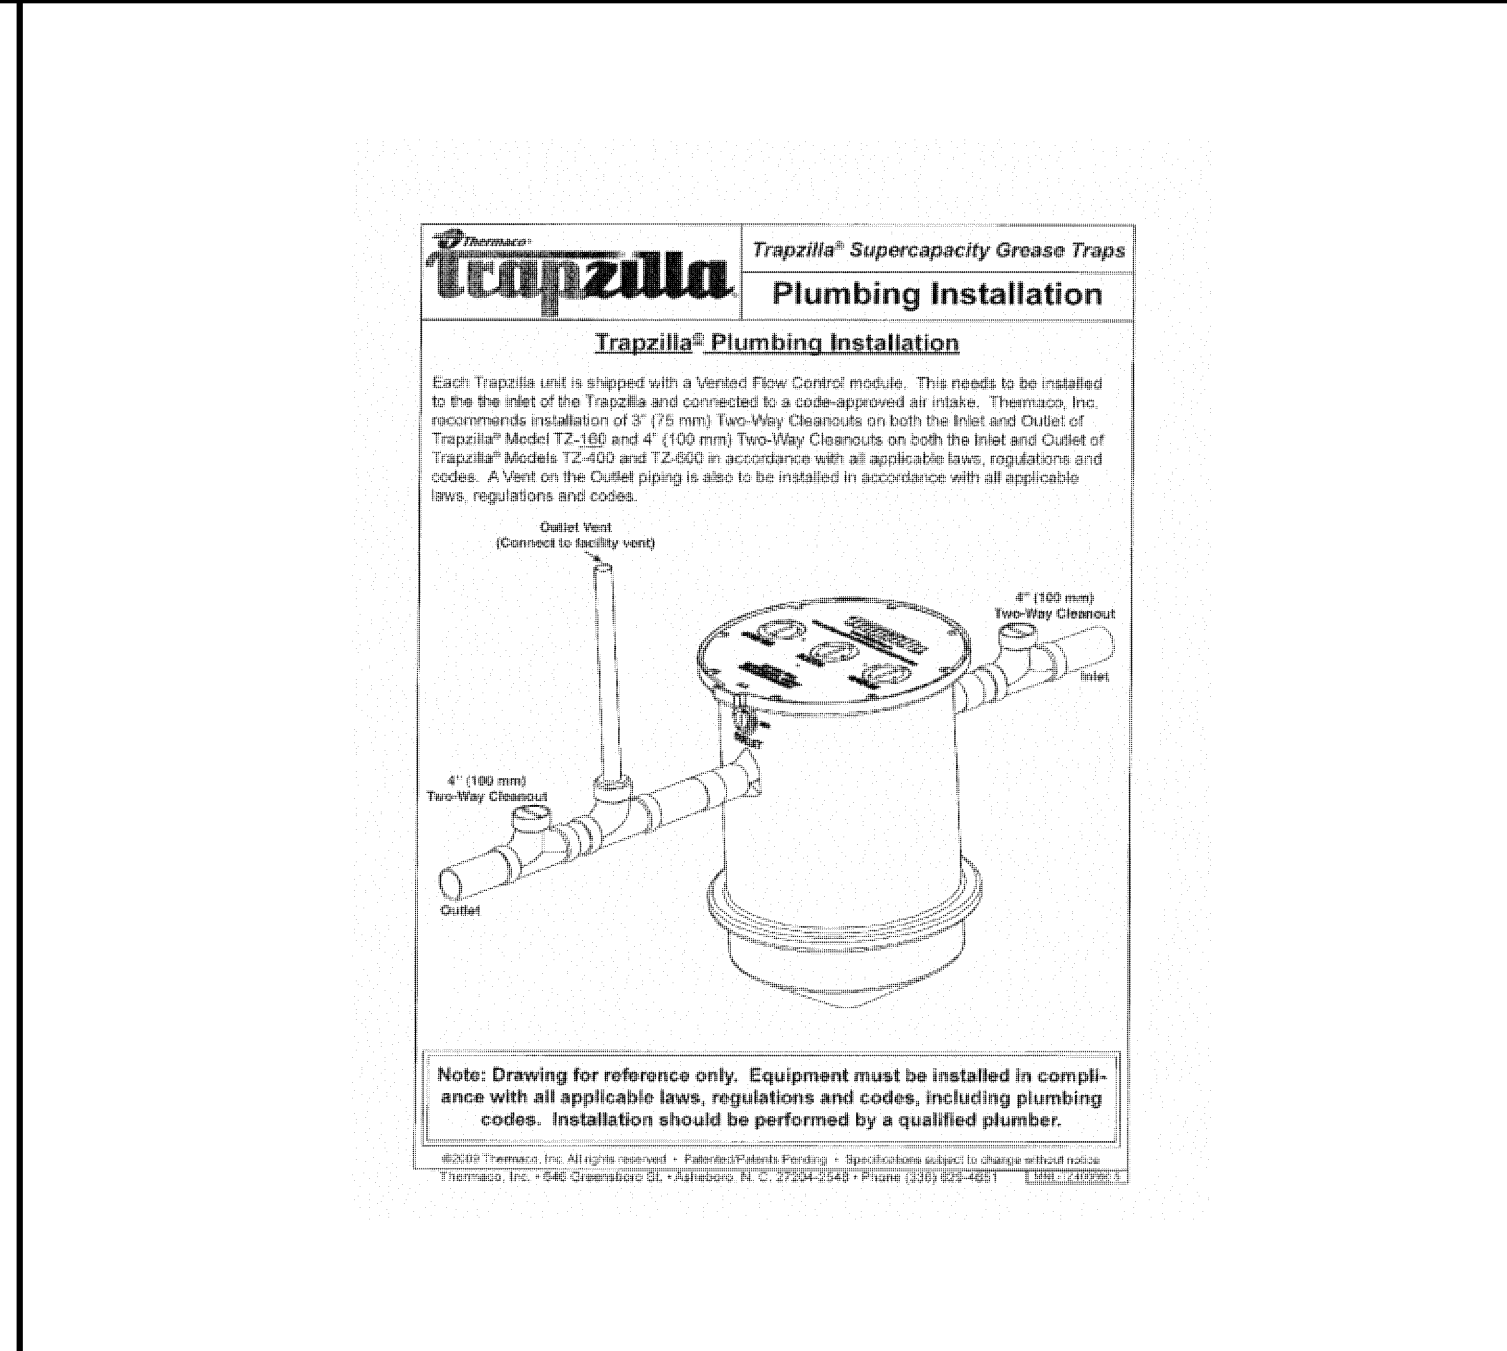 Thermaco®
trapzilla
Trapzilla® Supercapacity Grease Traps
Plumbing Installation
Trapzilla® Plumbing Installation
Each Trapzilla unit is shipped with a Vented Flow Control module. This needs to be installed
to the the inlet of the Trapzilla and connected to a code-approved air intake. Thermaco, Inc.
recommends installation of 3" (75 mm) Two-Way Cleanouts on both the Inlet and Outlet of
Trapzilla® Model TZ-160 and 4" (100 mm) Two-Way Cleanouts on both the Inlet and Outlet of
Trapzilla® Models TZ-400 and TZ-600 in accordance with all applicable laws, regulations and
codes. A Vent on the Outlet piping is also to be installed in accordance with all applicable
laws, regulations and codes.
Outlet Vent
(Connect to facility vent)
4" (100 mm)
Two-Way Cleanout
Inlet
4" (100 mm)
Two-Way Cleanout
Outlet
Note: Drawing for reference only. Equipment must be installed in compli-
ance with all applicable laws, regulations and codes, including plumbing
codes. Installation should be performed by a qualified plumber.
©2009 Thermaco, Inc. All rights reserved • Patented/Patents Pending • Specifications subject to change without notice
Thermaco, Inc. • 646 Greensboro St. • Asheboro, N. C. 27204-2548 • Phone (336) 629-4651